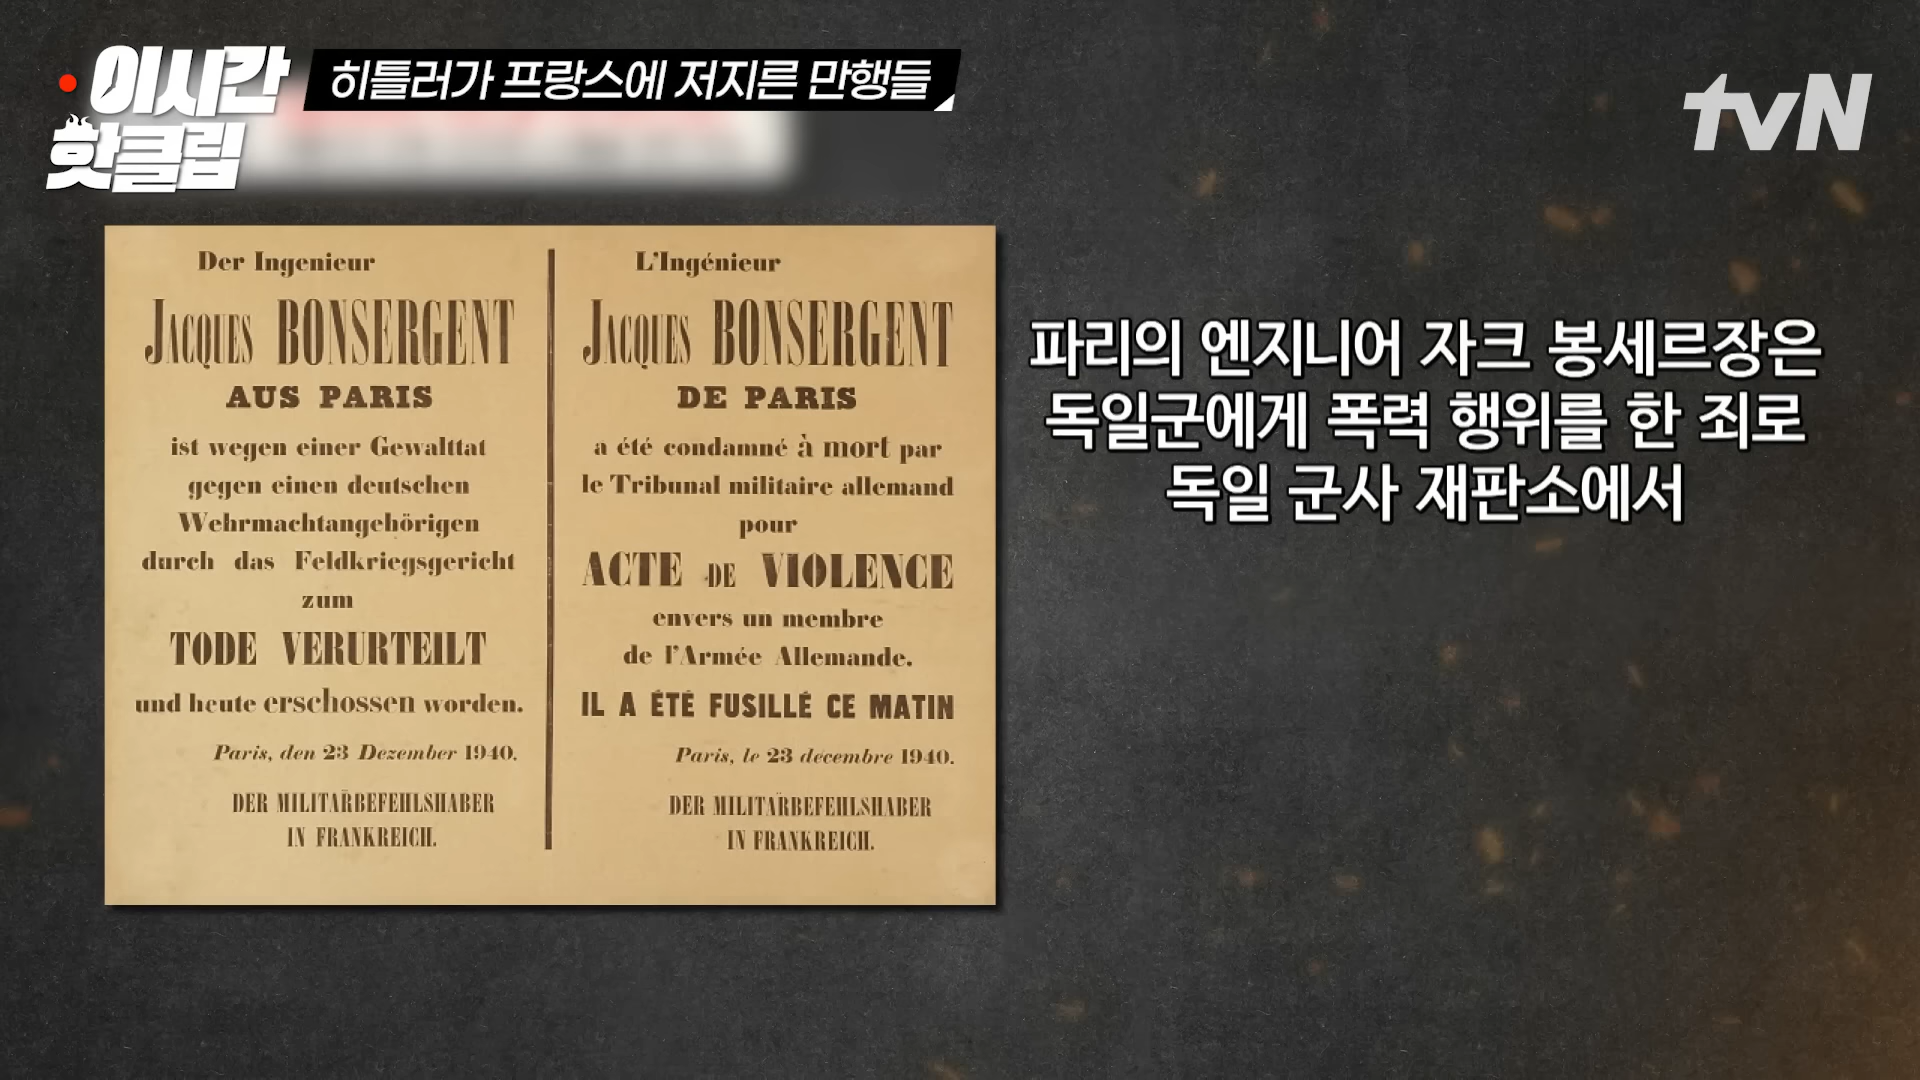 이시간
핫클립
히틀러가 프랑스에 저지른 만행들
tvN
Der Ingenieur
JACQUES BONSERGENT
AUS PARIS
ist wegen einer Gewalttat
gegen einen deutschen
Wehrmachtangehörigen
durch das Feldkriegsgericht
zum
TODE VERURTEILT
und heute erschossen worden.
Paris, den 23 Dezember 1940.
DER MILITÄRBEFEHLSHABER
IN FRANKREICH.
L'Ingénieur
JACQUES BONSERGENT
DE PARIS
a été condamné à mort par
le Tribunal militaire allemand
pour
ACTE DE VIOLENCE
envers un membre
de l'Armée Allemande.
IL A ÉTÉ FUSILLÉ CE MATIN
Paris, le 23 décembre 1940.
DER MILITÄRBEFEHLSHABER
IN FRANKREICH.
파리의 엔지니어 자크 봉세르장은
독일군에게 폭력 행위를 한 죄로
독일 군사 재판소에서